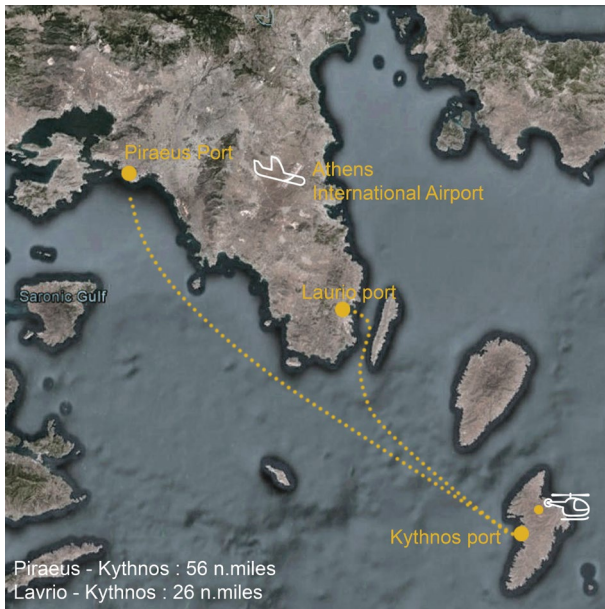 Piraeus Port
Athens
International Airport
Saronic Gulf
Laurio port
Kythnos port
Piraeus - Kythnos : 56 n.miles
Lavrio - Kythnos : 26 n.miles